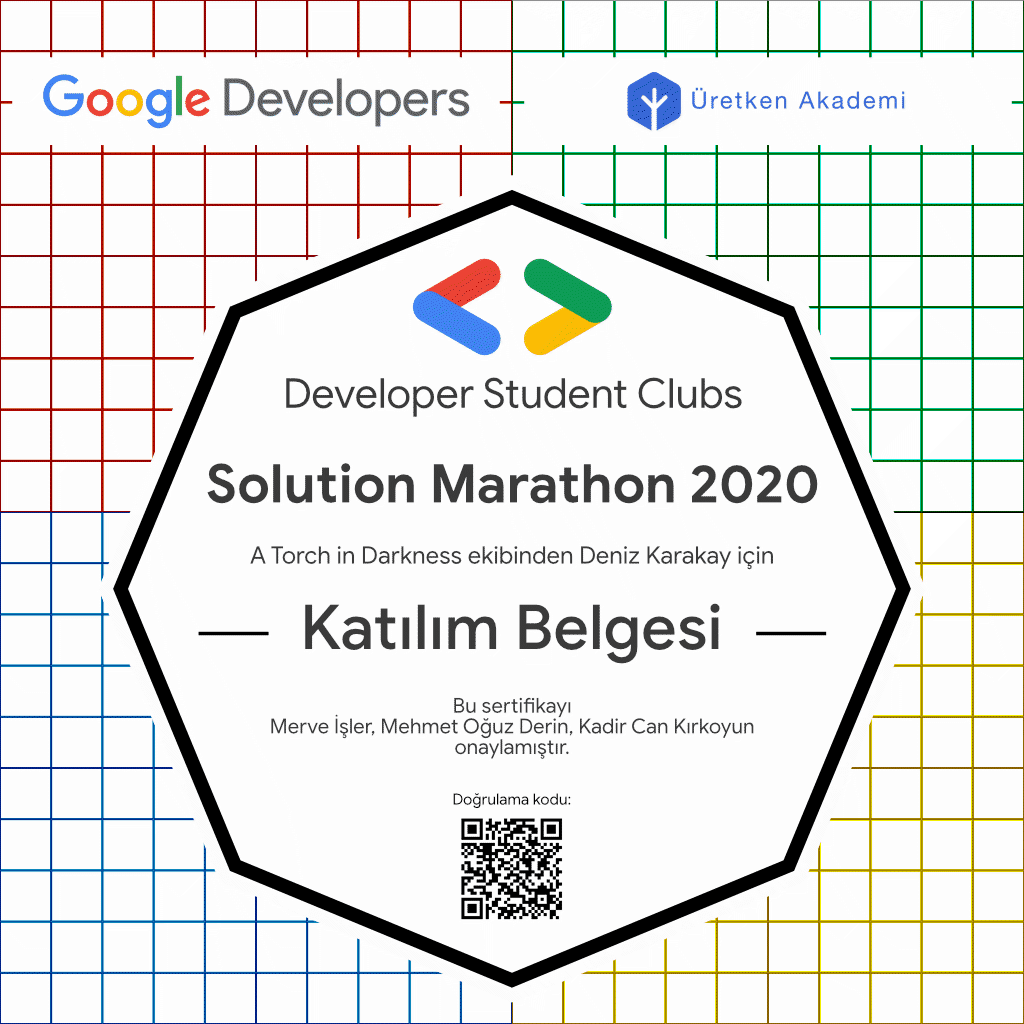 Google Developers
Üretken Akademi
Developer Student Clubs
Solution Marathon 2020
A Torch in Darkness ekibinden Deniz Karakay için
Katılım Belgesi
Bu sertifikayı
Merve İşler, Mehmet Oğuz Derin, Kadir Can Kırkoyun
onaylamıştır.
Doğrulama kodu: